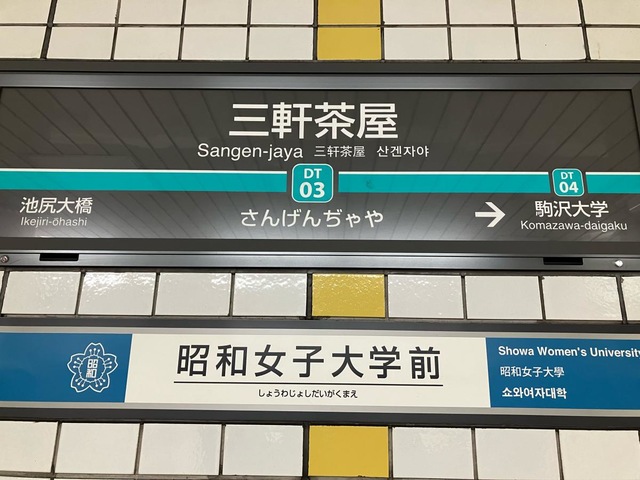 三軒茶屋
Sangen-jaya 三轩茶屋 산겐자야
DT
03
DT
04
池尻大橋
Ikejiri-ōhashi
さんげんぢゃや
→
駒沢大学
Komazawa-daigaku
昭和
昭和女子大学前
しょうわじょしだいがくまえ
Showa Women's University
昭和女子大學
쇼와여자대학